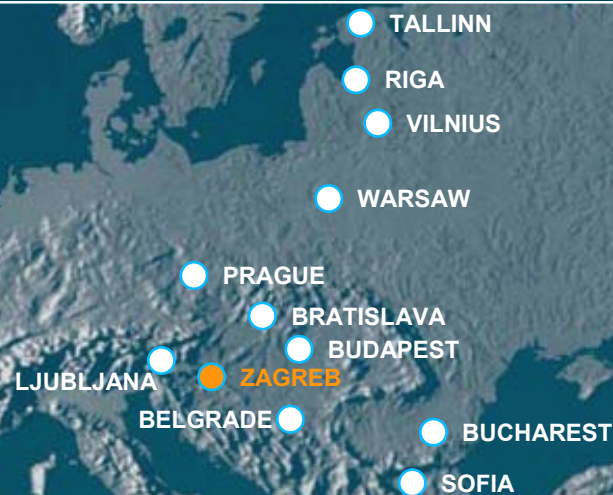 TALLINN
RIGA
VILNIUS
WARSAW
PRAGUE
BRATISLAVA
BUDAPEST
LJUBLJANA
ZAGREB
BELGRADE
BUCHAREST
SOFIA